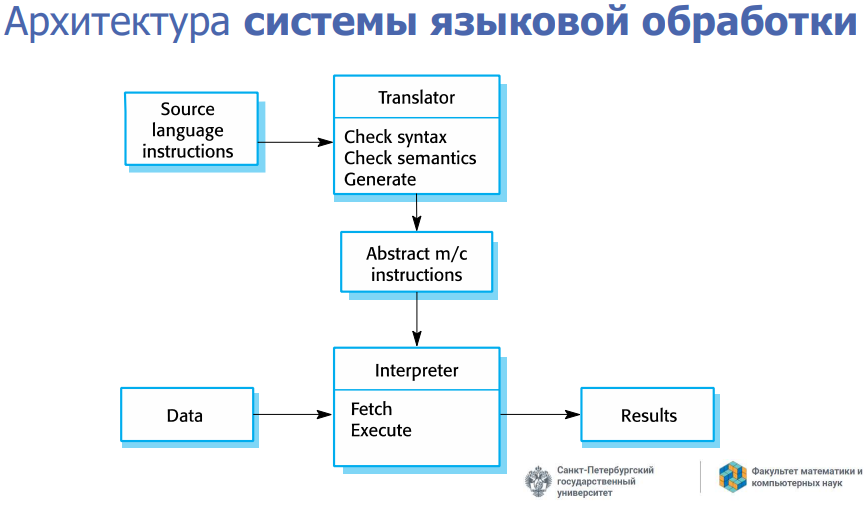 Архитектура системы языковой обработки
Source
language
instructions
Translator
Check syntax
Check semantics
Generate
Abstract m/c
instructions
Data
Interpreter
Fetch
Execute
Results
Санкт-Петербургский
государственный
университет
Факультет математики и
компьютерных наук